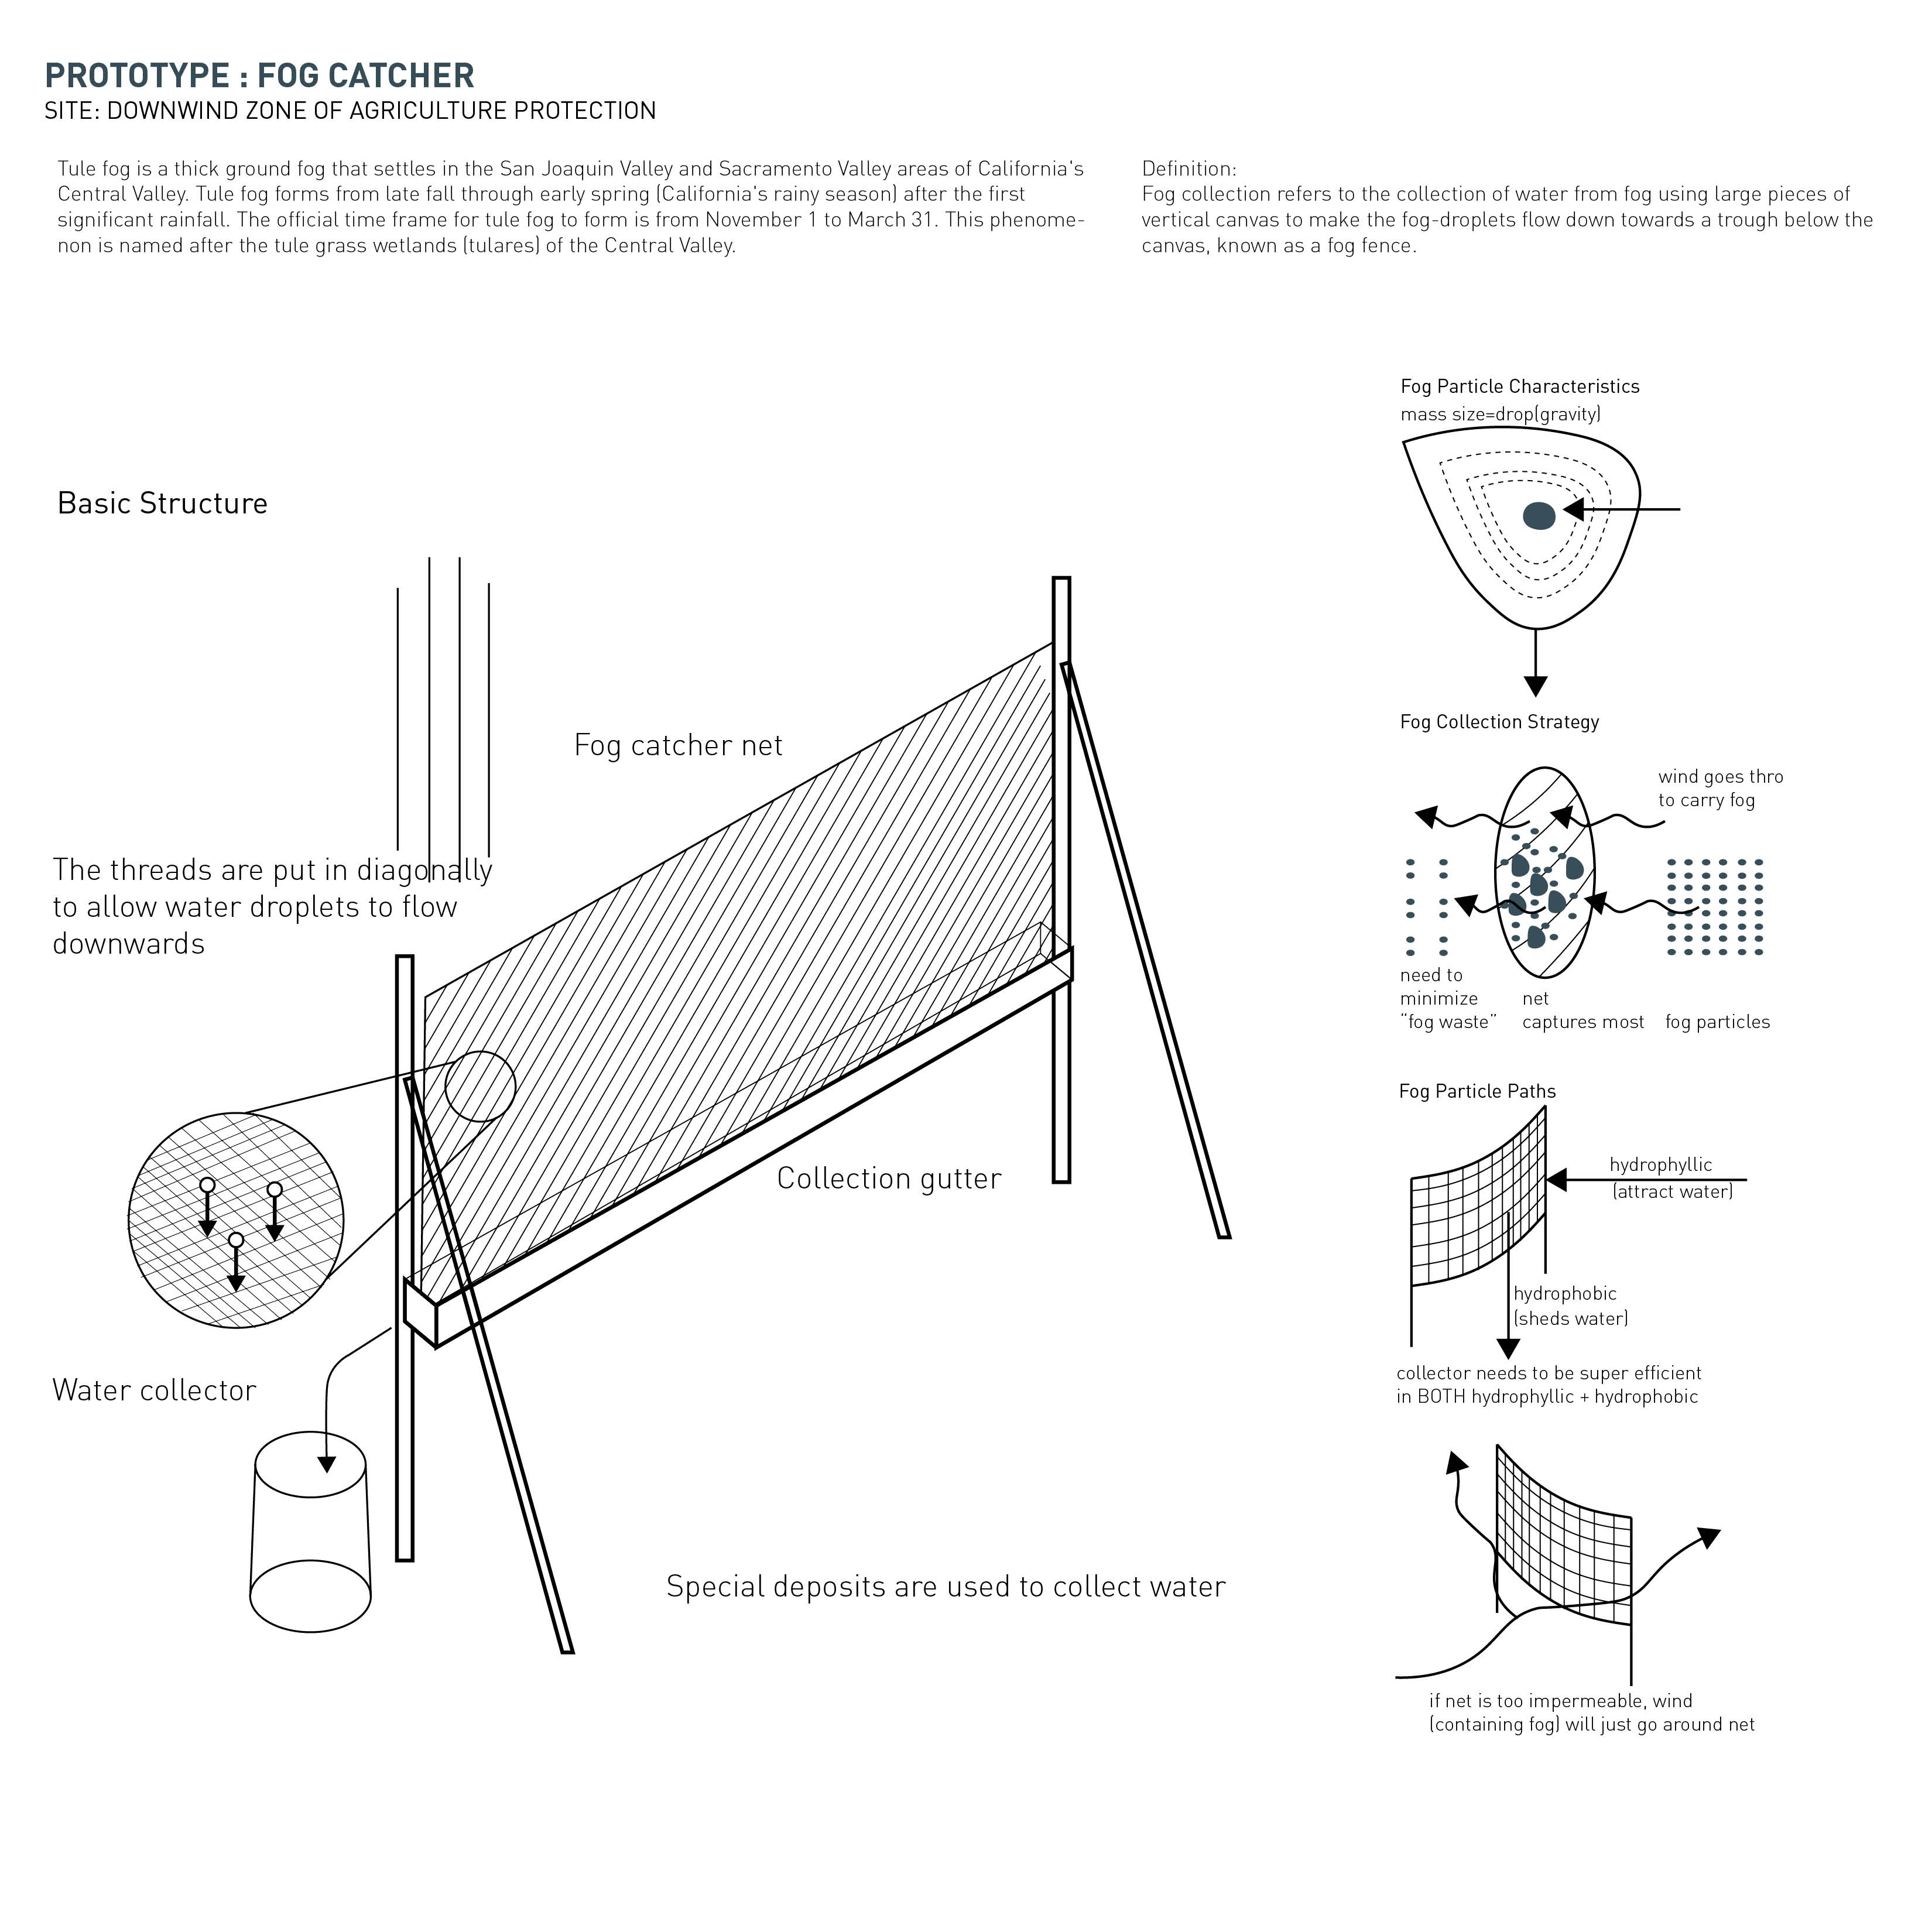 PROTOTYPE : FOG CATCHER
SITE: DOWNWIND ZONE OF AGRICULTURE PROTECTION
Tule fog is a thick ground fog that settles in the San Joaquin Valley and Sacramento Valley areas of California's
Central Valley. Tule fog forms from late fall through early spring (California's rainy season) after the first
significant rainfall. The official time frame for tule fog to form is from November 1 to March 31. This phenome-
non is named after the tule grass wetlands (tulares) of the Central Valley.
Definition:
Fog collection refers to the collection of water from fog using large pieces of
vertical canvas to make the fog-droplets flow down towards a trough below the
canvas, known as a fog fence.
Basic Structure
Fog catcher net
The threads are put in diagonally
to allow water droplets to flow
downwards
Collection gutter
Water collector
Special deposits are used to collect water
Fog Particle Characteristics
mass size=drop(gravity)
Fog Collection Strategy
wind goes thro
to carry fog
need to
minimize
“fog waste”
net
captures most
fog particles
Fog Particle Paths
hydrophyllic
(attract water)
hydrophobic
(sheds water)
collector needs to be super efficient
in BOTH hydrophyllic + hydrophobic
if net is too impermeable, wind
(containing fog) will just go around net